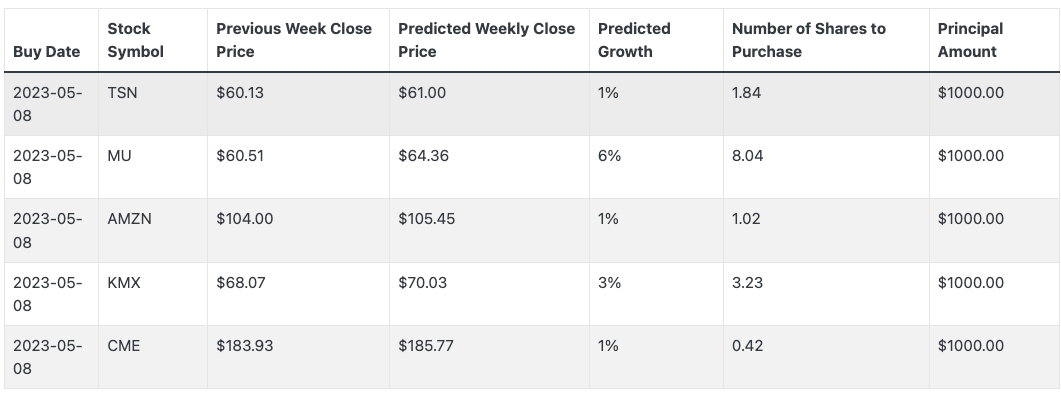 Buy Date Stock Symbol Previous Week Close Price Predicted Weekly Close Price Predicted Growth Number of Shares to Purchase Principal Amount
2023-05-08 TSN $60.13 $61.00 1% 1.84 $1000.00
2023-05-08 MU $60.51 $64.36 6% 8.04 $1000.00
2023-05-08 AMZN $104.00 $105.45 1% 1.02 $1000.00
2023-05-08 KMX $68.07 $70.03 3% 3.23 $1000.00
2023-05-08 CME $183.93 $185.77 1% 0.42 $1000.00